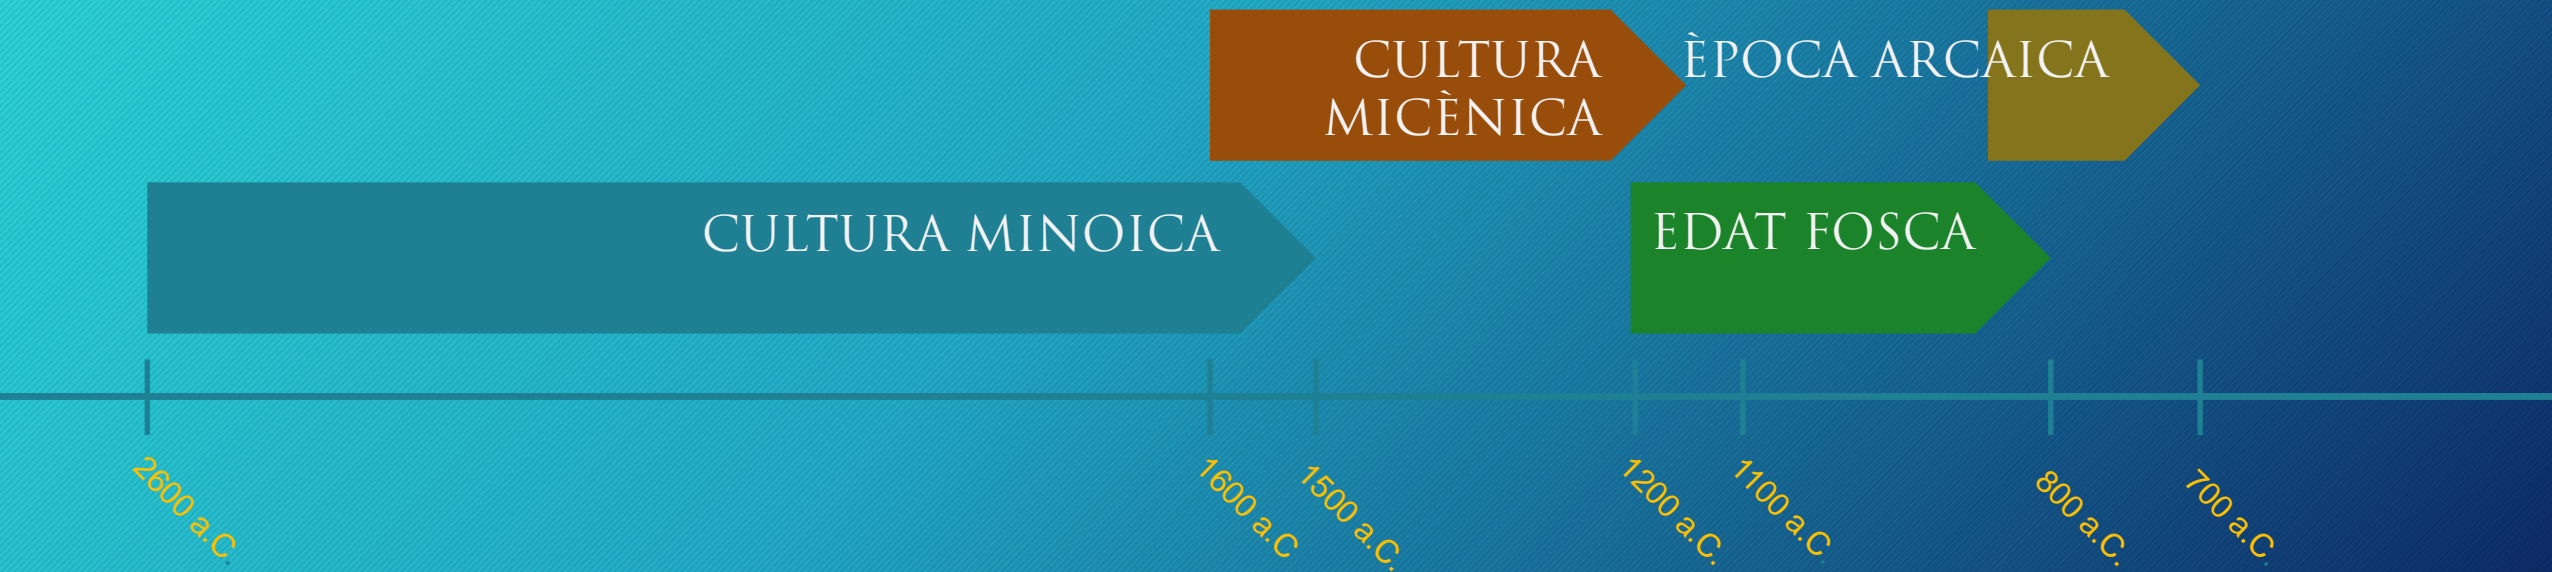 CULTURA
MICÈNICA
ÈPOCA ARCAICA
CULTURA MINOICA
EDAT FOSCA
2600 a.C.
1600 a.C
1500 a.C.
1200 a.C.
1100 a.C.
800 a.C.
700 a.C.